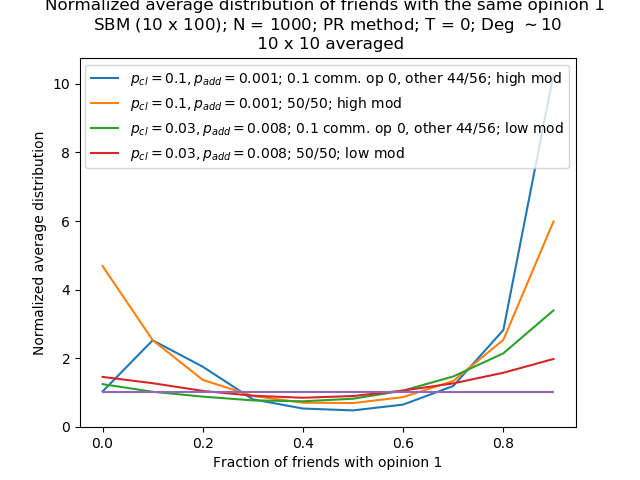 Normalized average distribution of friends with the same opinion 1
SBM (10 x 100); N = 1000; PR method; T = 0; Deg ∼10
10 x 10 averaged
10
8
6
4
2
0
Normalized average distribution
p_cl = 0.1, p_add = 0.001; 0.1 comm. op 0, other 44/56; high mod
p_cl = 0.1, p_add = 0.001; 50/50; high mod
p_cl = 0.03, p_add = 0.008; 0.1 comm. op 0, other 44/56; low mod
p_cl = 0.03, p_add = 0.008; 50/50; low mod
0.0 0.2 0.4 0.6 0.8
Fraction of friends with opinion 1